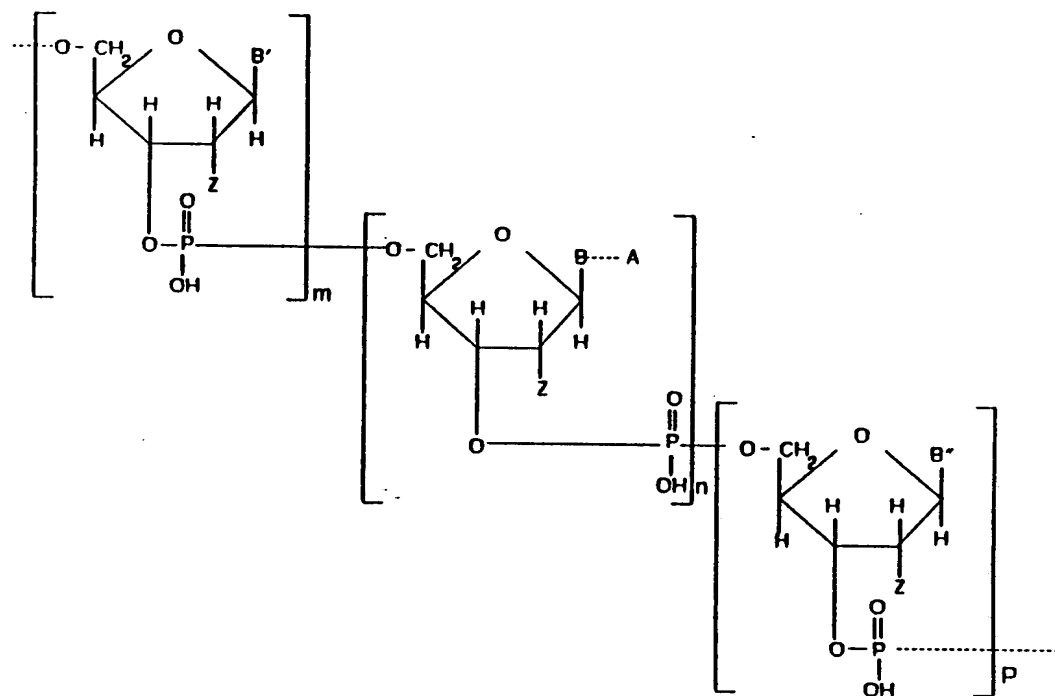 O-CH2 O B'
H H H H
Z
O
O-P
OH m
O-CH2 O B----A
H H H H
Z
O
O P
OH n
O-CH2 O B"
H H H H
Z
O
O-P
OH P